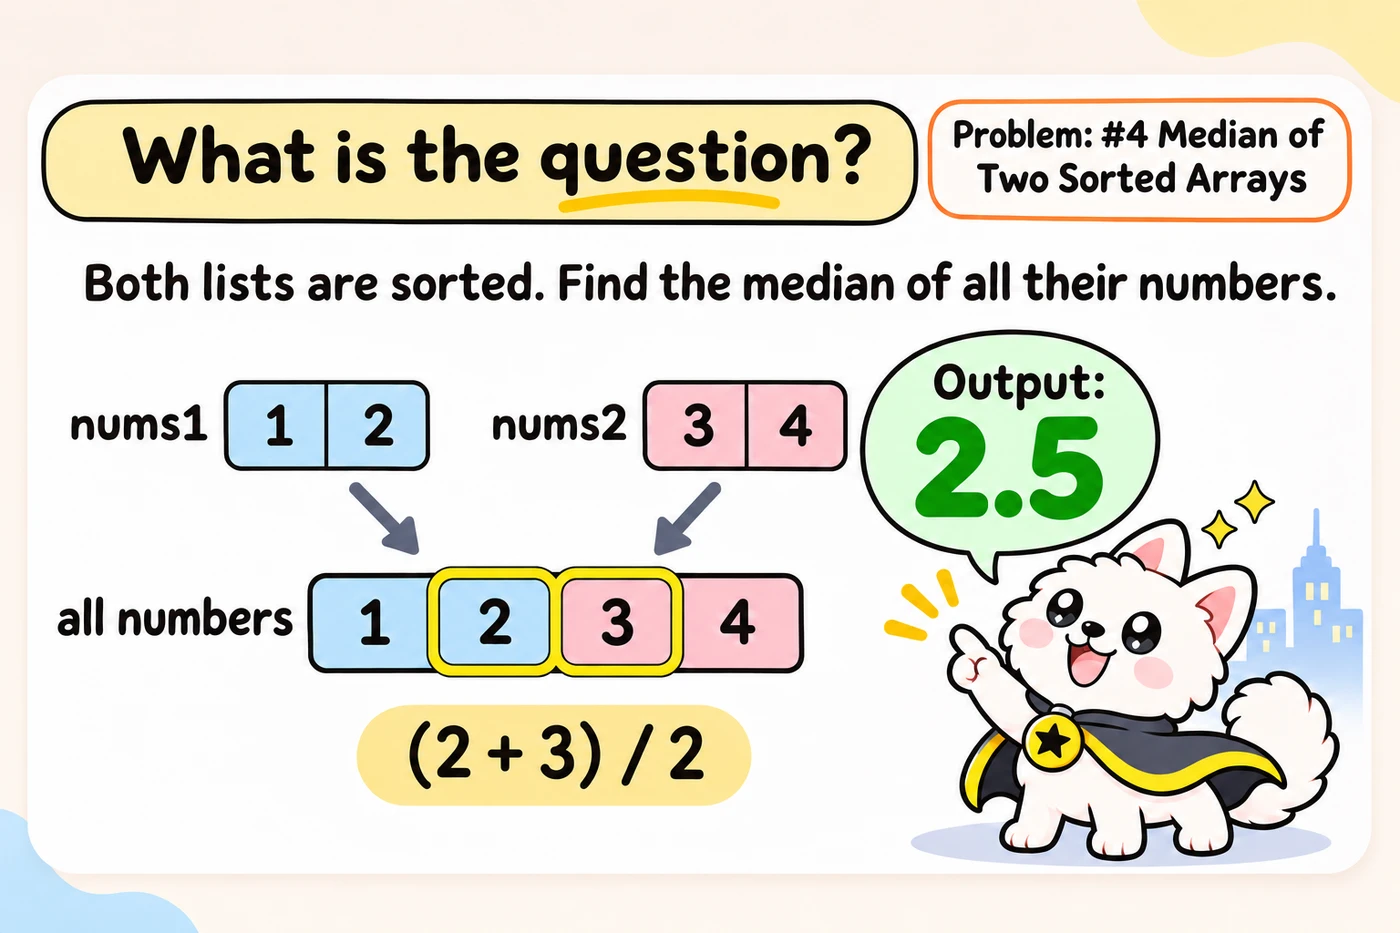 What is the question?
Problem: #4 Median of
Two Sorted Arrays
Both lists are sorted. Find the median of all their numbers.
Output:
2.5
nums1 1 2
nums2 3 4
all numbers 1 2 3 4
(2 + 3) / 2